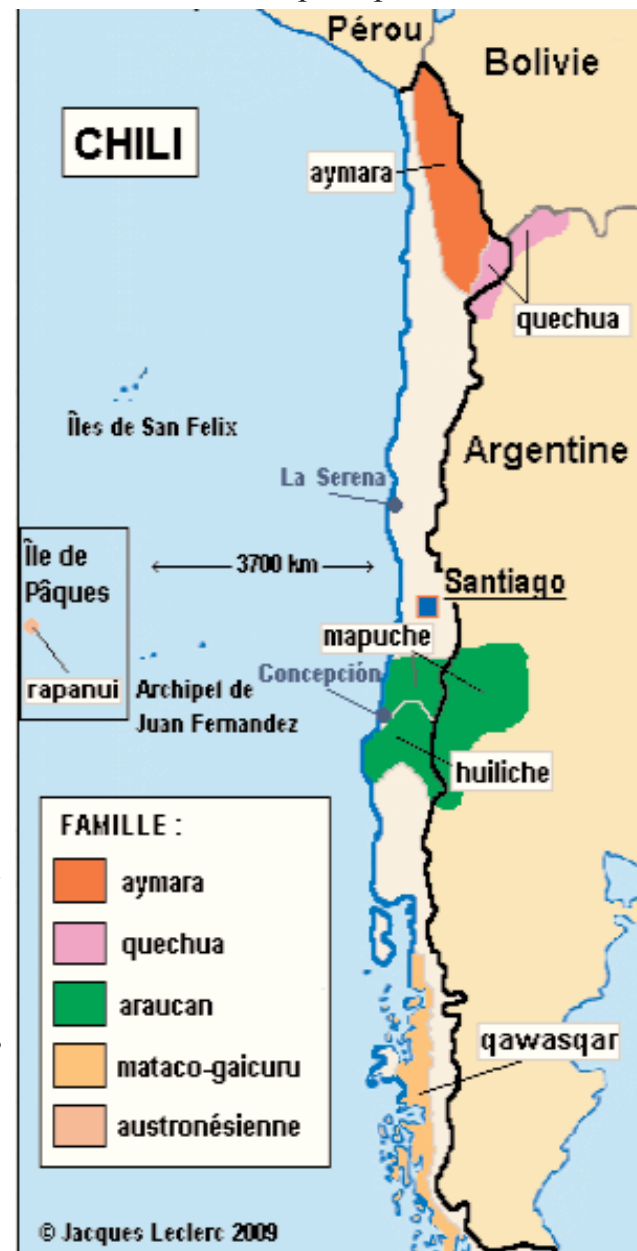 Pérou
Bolivie
CHILI
aymara
quechua
Îles de San Felix
Argentine
La Serena
Île de
Pâques
3700 km
Santiago
mapuche
rapanui
Archipel de
Juan Fernandez
Concepción
huiliche
FAMILLE :
aymara
quechua
araucan
mataco-gaicuru
austronésienne
qawasqar
© Jacques Leclerc 2009